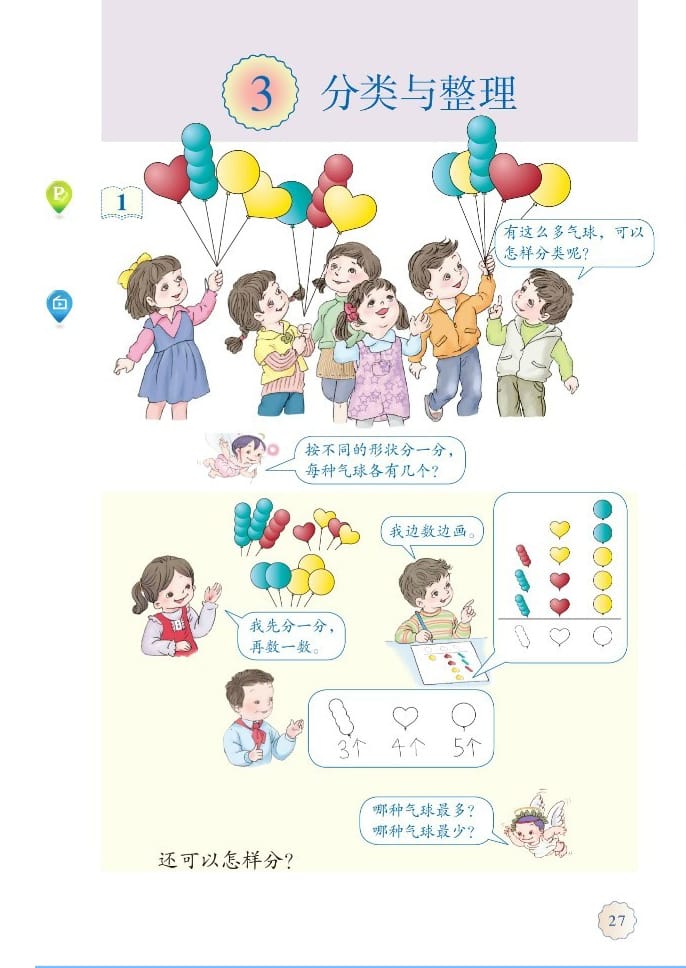 3 分类与整理
P
1
有这么多气球，可以
怎样分类呢？
按不同的形状分一分，
每种气球各有几个？
我边数边画。
我先分一分，
再数一数。
3个 4个 5个
哪种气球最多？
哪种气球最少？
还可以怎样分？
27